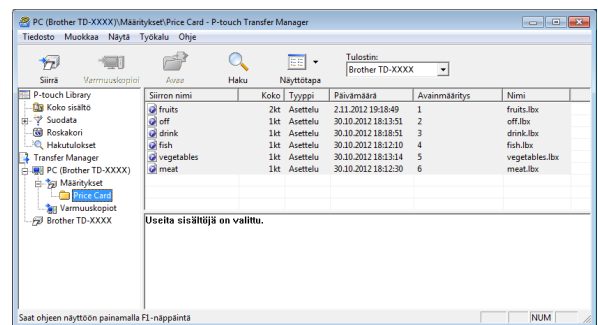 PC (Brother TD-XXXX)\Määritykset\Price Card - P-touch Transfer Manager
Tiedosto Muokkaa Näytä Työkalu Ohje
Siirrä Varmuuskopioi Avaa Haku Näyttötapa
Tulostin:
Brother TD-XXXX
P-touch Library
Koko sisältö
Suodata
Roskakori
Hakutulokset
Transfer Manager
PC (Brother TD-XXXX)
Määritykset
Price Card
Varmuuskopiot
Brother TD-XXXX
Siirron nimi Koko Tyyppi Päivämäärä Avainmääritys Nimi
fruits 2kt Asettelu 2.11.2012 19:18:49 1 fruits.lbx
off 1kt Asettelu 30.10.2012 18:13:51 2 off.lbx
drink 1kt Asettelu 30.10.2012 18:18:51 3 drink.lbx
fish 1kt Asettelu 30.10.2012 18:12:10 4 fish.lbx
vegetables 1kt Asettelu 30.10.2012 18:13:14 5 vegetables.lbx
meat 1kt Asettelu 30.10.2012 18:12:30 6 meat.lbx
Useita sisältöjä on valittu.
Saat ohjeen näyttöön painamalla F1-näppäintä
NUM